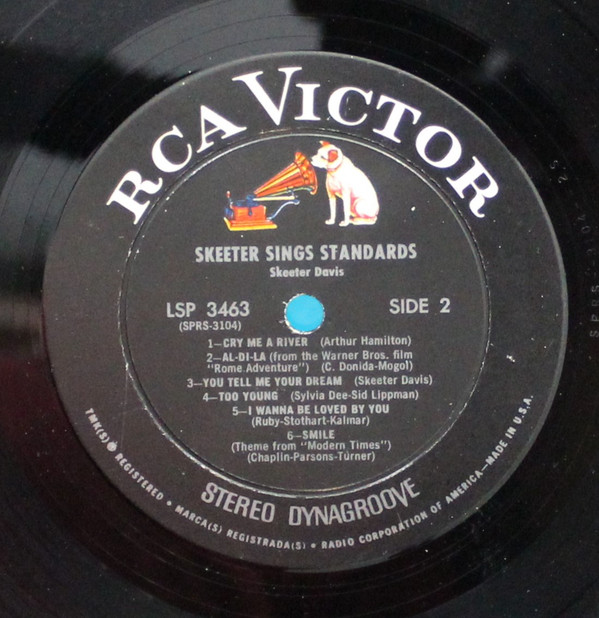 RCA VICTOR
SKEETER SINGS STANDARDS
Skeeter Davis
LSP 3463
SIDE 2
(SPRS-3104)
1—CRY ME A RIVER (Arthur Hamilton)
2—AL-DI-LA (from the Warner Bros. film
"Rome Adventure") (C. Donida-Mogol)
3—YOU TELL ME YOUR DREAM (Skeeter Davis)
4—TOO YOUNG (Sylvia Dee-Sid Lippman)
5—I WANNA BE LOVED BY YOU
(Ruby-Stothart-Kalmar)
6—SMILE
(Theme from "Modern Times")
(Chaplin-Parsons-Turner)
STEREO DYNAGROOVE
TMK(S) ® REGISTERED • MARCA(S) REGISTRADA(S) • RADIO CORPORATION OF AMERICA—MADE IN U.S.A.